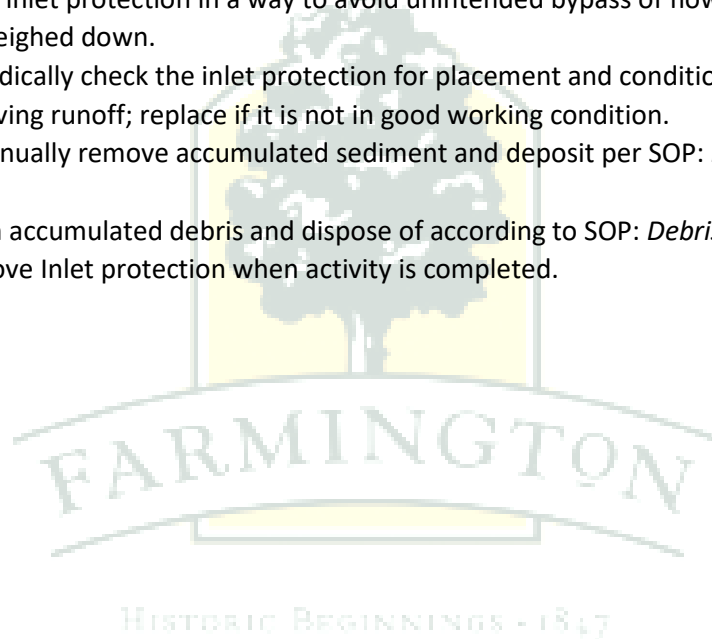 inlet protection in a way to avoid unintended bypass of
eighed down.
dically check the inlet protection for placement and conditio
ving runoff; replace if it is not in good working condition.
nually remove accumulated sediment and deposit per SOP:
accumulated debris and dispose of according to SOP: Debris
ove Inlet protection when activity is completed.
FARMINGTON
HISTORIC BEGINNINGS - 1847